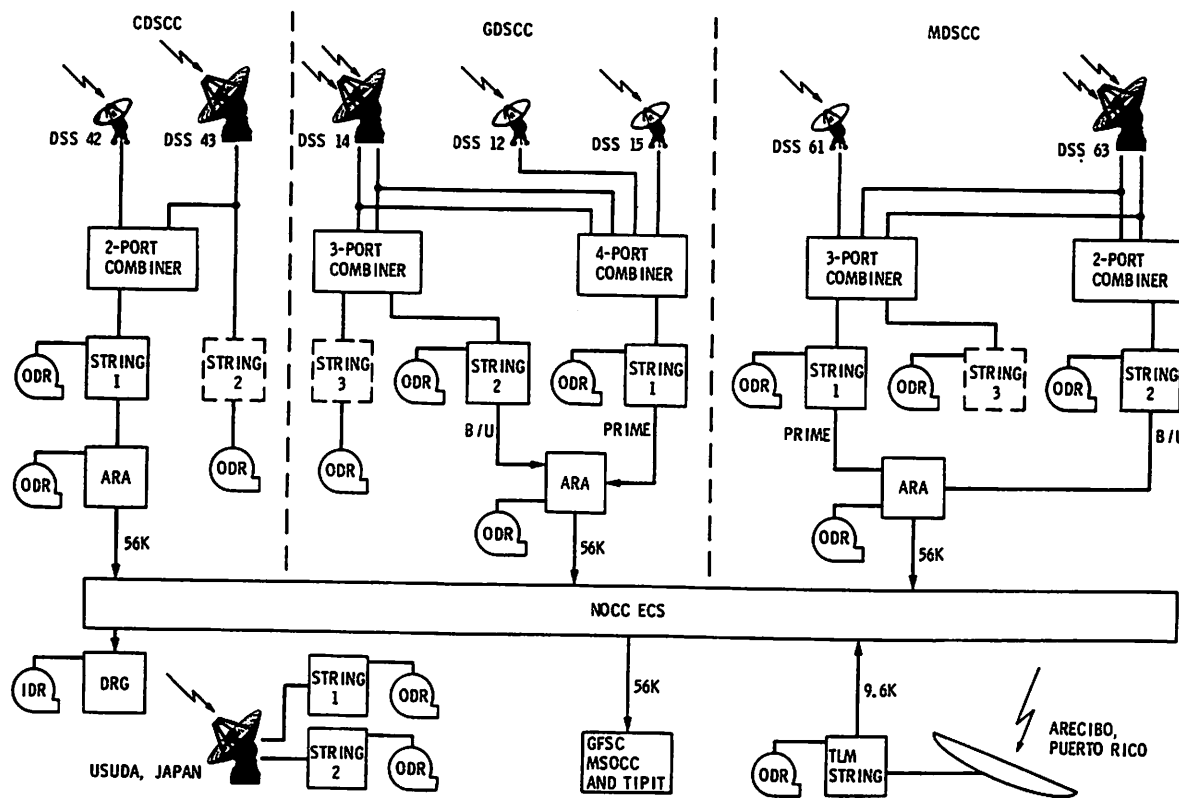 CDSCC
GDSCC
MDSCC
DSS 42
DSS 43
DSS 14
DSS 12
DSS 15
DSS 61
DSS 63
2-PORT
COMBINER
3-PORT
COMBINER
4-PORT
COMBINER
3-PORT
COMBINER
2-PORT
COMBINER
ODR
STRING
1
STRING
2
STRING
3
ODR
STRING
2
ODR
STRING
1
ODR
STRING
1
ODR
STRING
3
ODR
STRING
2
B/U
PRIME
PRIME
B/U
ODR
ARA
ODR
ODR
ARA
ODR
ARA
ODR
56K
56K
56K
NOCC ECS
IDR
DRG
STRING
1
ODR
STRING
2
ODR
USUDA, JAPAN
56K
GFSC
MSOCC
AND TIPIT
9.6K
ODR
TLM
STRING
ARECIBO,
PUERTO RICO